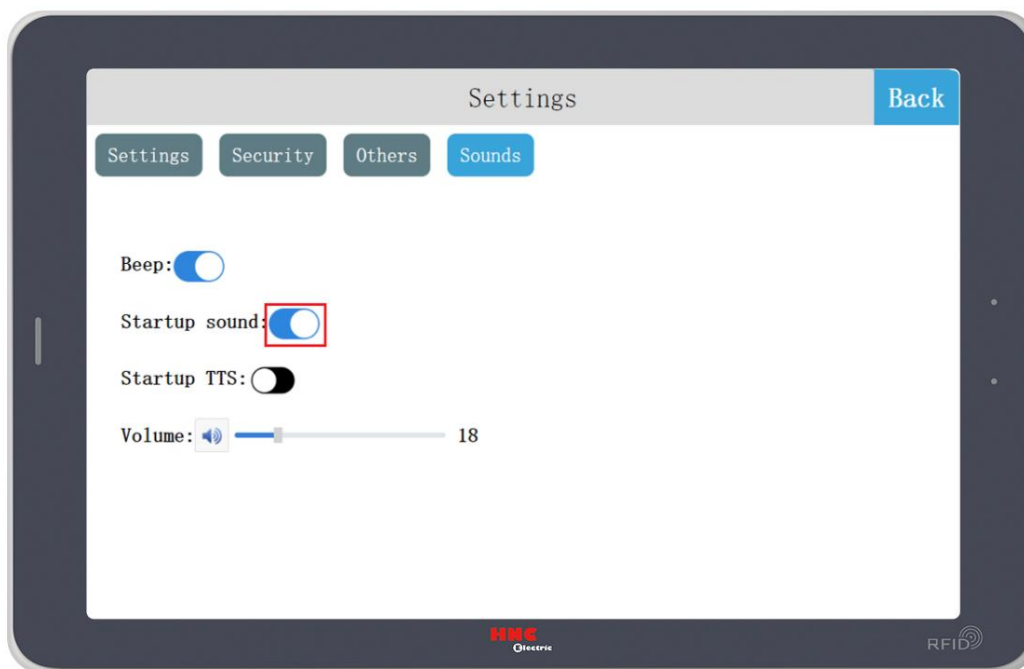 Settings
Back
Settings Security Others Sounds
Beep:
Startup sound:
Startup TTS:
Volume: 18
HMC
Electric
RFID